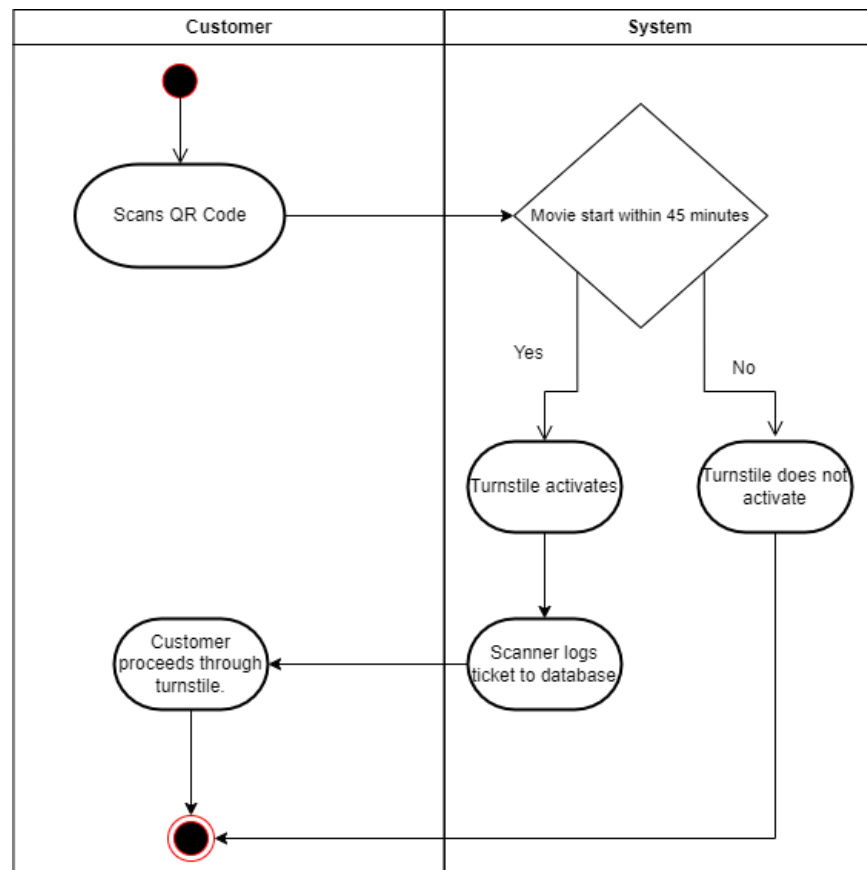 Customer
System
Scans QR Code
Movie start within 45 minutes
Yes
No
Turnstile activates
Turnstile does not
activate
Customer
proceeds through
turnstile.
Scanner logs
ticket to database